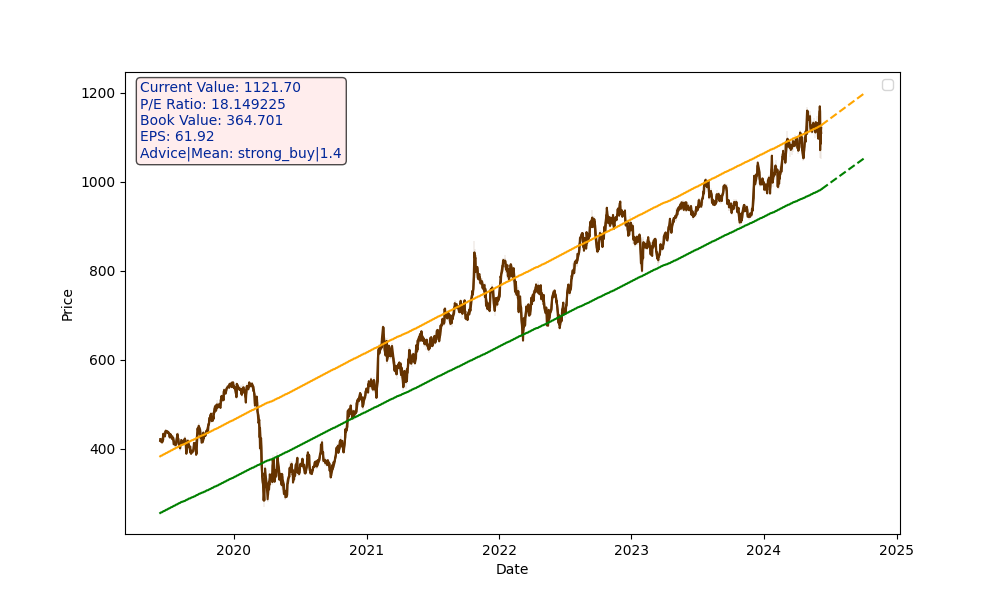 Current Value: 1121.70
P/E Ratio: 18.149225
Book Value: 364.701
EPS: 61.92
Advice|Mean: strong_buy|1.4
1200
1000
800
600
400
Price
2020
2021
2022
2023
2024
2025
Date